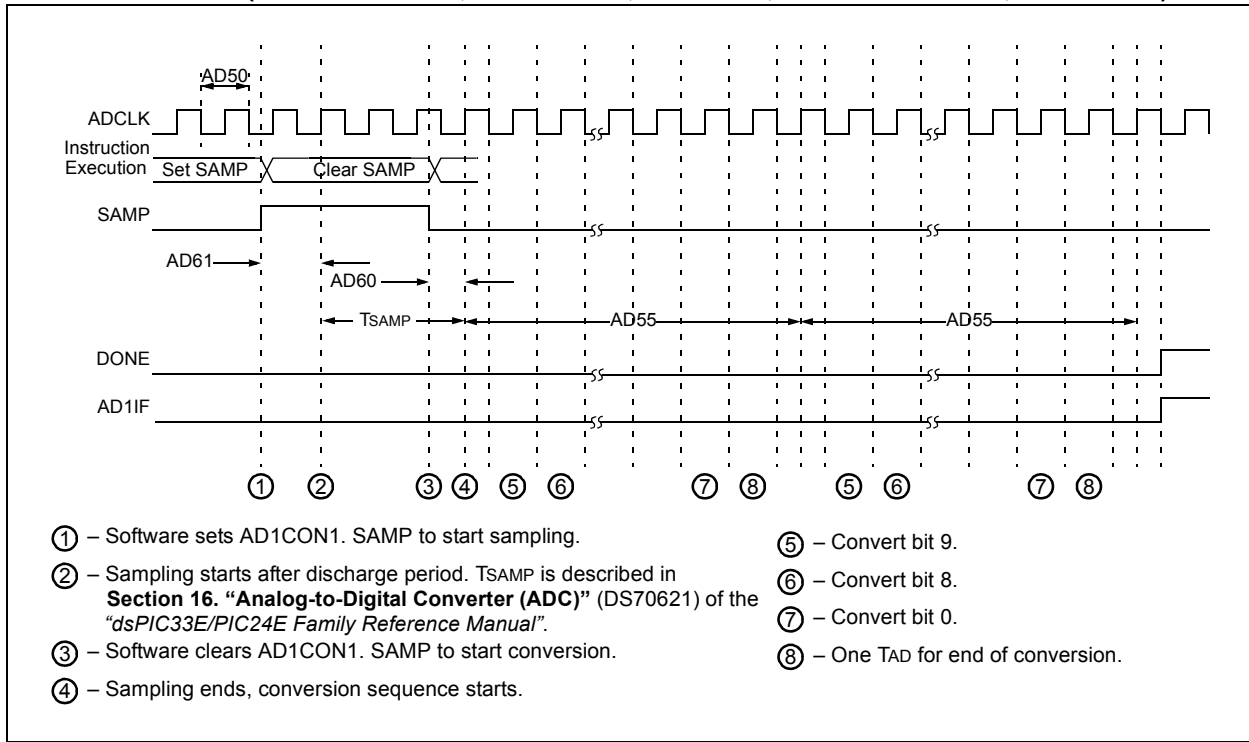 AD50
ADCLK
Instruction
Execution
Set SAMP
Clear SAMP
SAMP
AD61
AD60
TSAMP
AD55
AD55
DONE
AD1IF
1 2 3 4 5 6 7 8 5 6 7 8
1 – Software sets AD1CON1. SAMP to start sampling.
2 – Sampling starts after discharge period. TSAMP is described in
Section 16. “Analog-to-Digital Converter (ADC)” (DS70621) of the
“dsPIC33E/PIC24E Family Reference Manual”.
3 – Software clears AD1CON1. SAMP to start conversion.
4 – Sampling ends, conversion sequence starts.
5 – Convert bit 9.
6 – Convert bit 8.
7 – Convert bit 0.
8 – One TAD for end of conversion.